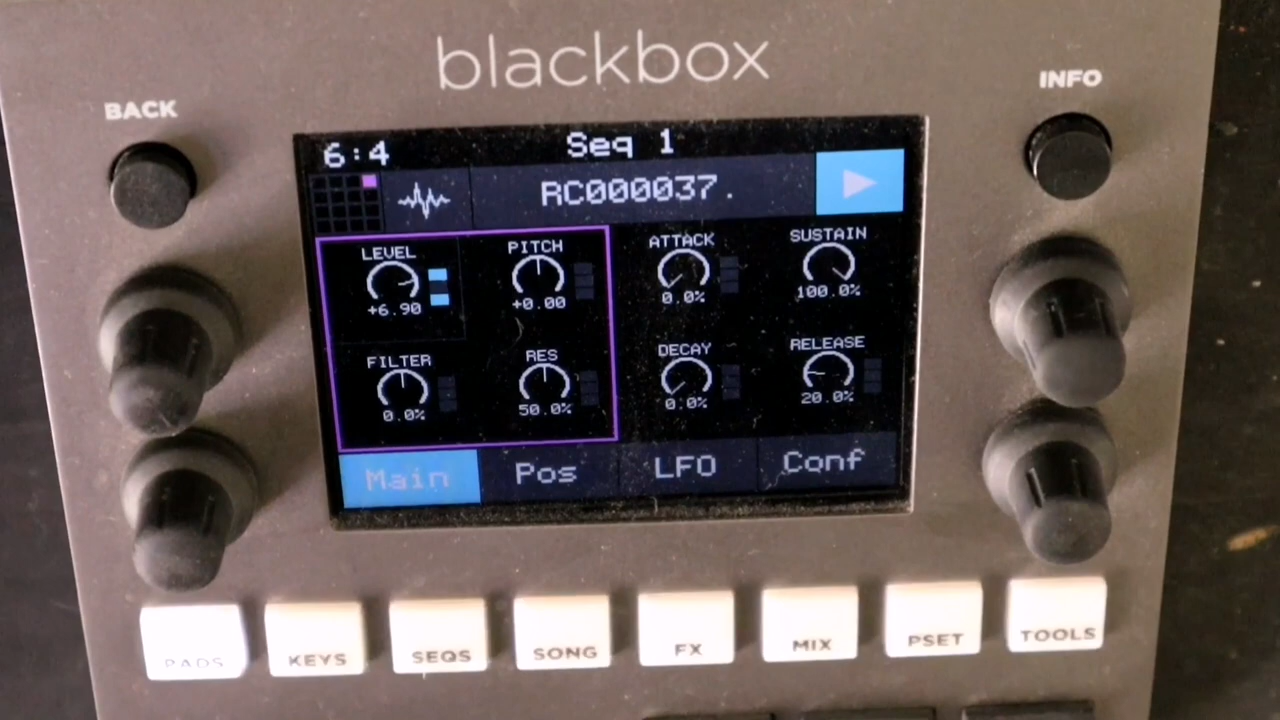 blackbox
BACK
INFO
6:4 Seq 1
RC000037.
LEVEL PITCH ATTACK SUSTAIN
+6.90 +0.00 0.0% 100.0%
FILTER RES DECAY RELEASE
0.0% 50.0% 0.0% 20.0%
Main Pos LFO Conf
PADS KEYS SEQS SONG FX MIX PSET TOOLS